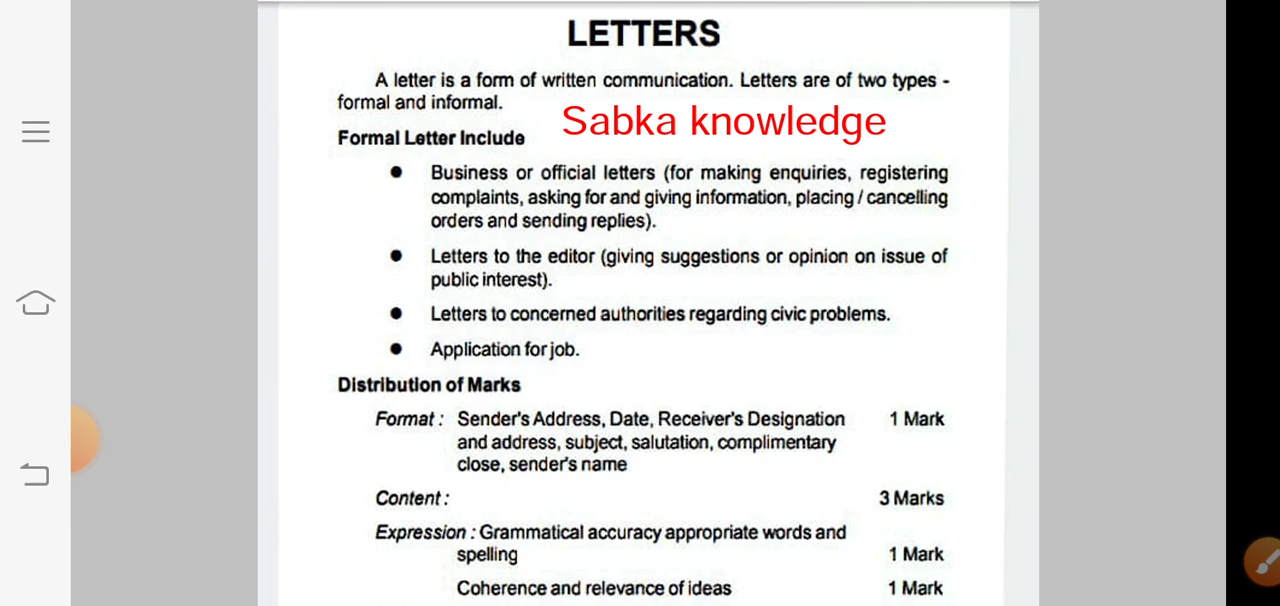 LETTERS
A letter is a form of written communication. Letters are of two types -
formal and informal.
Sabka knowledge
Formal Letter Include
● Business or official letters (for making enquiries, registering
complaints, asking for and giving information, placing / cancelling
orders and sending replies).
● Letters to the editor (giving suggestions or opinion on issue of
public interest).
● Letters to concerned authorities regarding civic problems.
● Application for job.
Distribution of Marks
Format : Sender's Address, Date, Receiver's Designation 1 Mark
and address, subject, salutation, complimentary
close, sender's name
Content : 3 Marks
Expression : Grammatical accuracy appropriate words and
spelling 1 Mark
Coherence and relevance of ideas 1 Mark